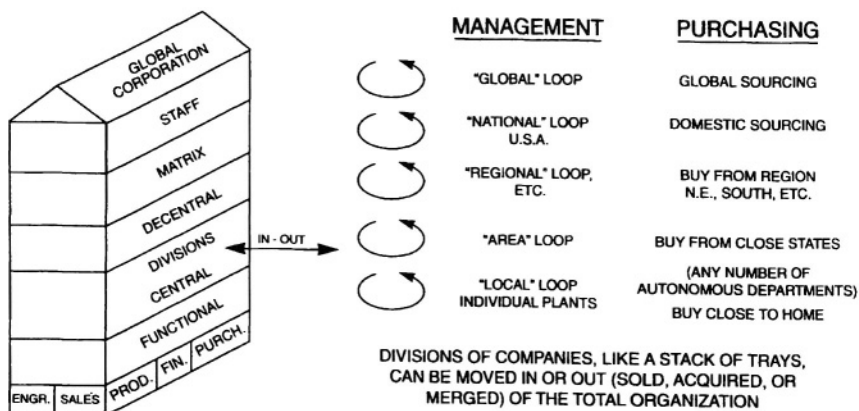 GLOBAL
CORPORATION
STAFF
MATRIX
DECENTRAL
DIVISIONS
CENTRAL
FUNCTIONAL
ENGR.
SALES
PROD.
FIN.
PURCH.
IN - OUT
MANAGEMENT
PURCHASING
"GLOBAL" LOOP
GLOBAL SOURCING
"NATIONAL" LOOP
U.S.A.
DOMESTIC SOURCING
"REGIONAL" LOOP,
ETC.
BUY FROM REGION
N.E., SOUTH, ETC.
"AREA" LOOP
BUY FROM CLOSE STATES
"LOCAL" LOOP
INDIVIDUAL PLANTS
(ANY NUMBER OF
AUTONOMOUS DEPARTMENTS)
BUY CLOSE TO HOME
DIVISIONS OF COMPANIES, LIKE A STACK OF TRAYS,
CAN BE MOVED IN OR OUT (SOLD, ACQUIRED, OR
MERGED) OF THE TOTAL ORGANIZATION